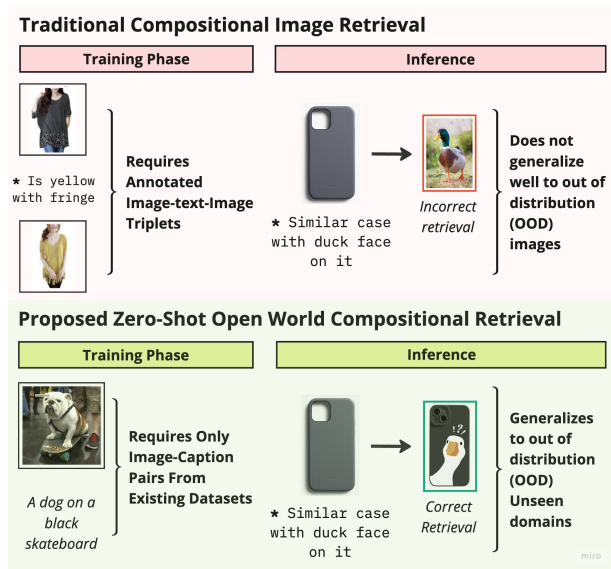 Traditional Compositional Image Retrieval
Training Phase
Inference
* Is yellow
with fringe
Requires
Annotated
Image-text-Image
Triplets
* Similar case
with duck face
on it
Incorrect
retrieval
Does not
generalize
well to out of
distribution
(OOD)
images
Proposed Zero-Shot Open World Compositional Retrieval
Training Phase
Inference
A dog on a
black
skateboard
Requires Only
Image-Caption
Pairs From
Existing Datasets
* Similar case
with duck face
on it
!?
Correct
Retrieval
Generalizes
to out of
distribution
(OOD)
Unseen
domains
miro